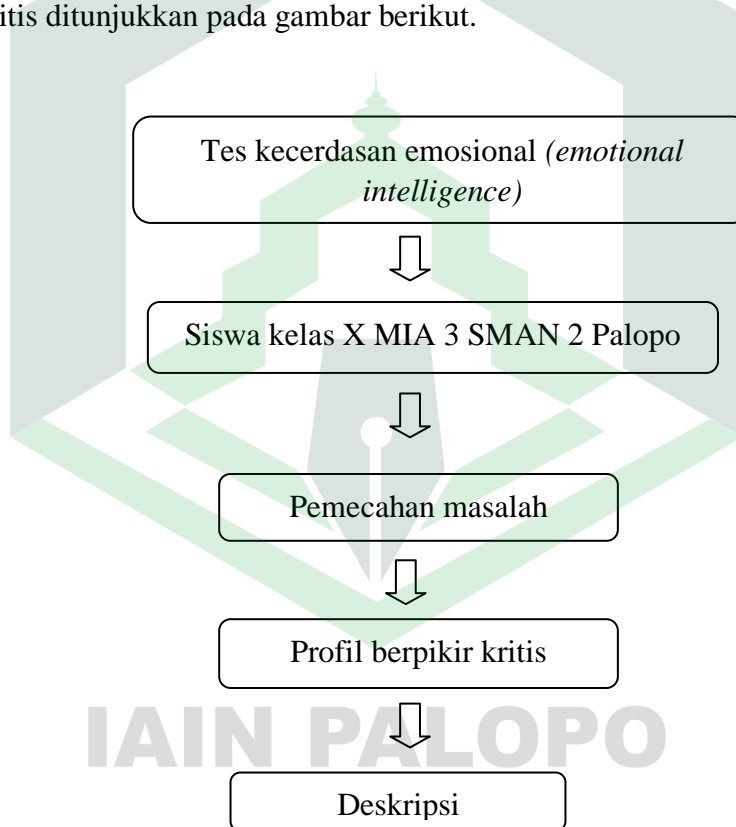 itis ditunjukkan pada gambar berikut.
Tes kecerdasan emosional (emotional
intelligence)
Siswa kelas X MIA 3 SMAN 2 Palopo
Pemecahan masalah
Profil berpikir kritis
IAIN PALOPO
Deskripsi